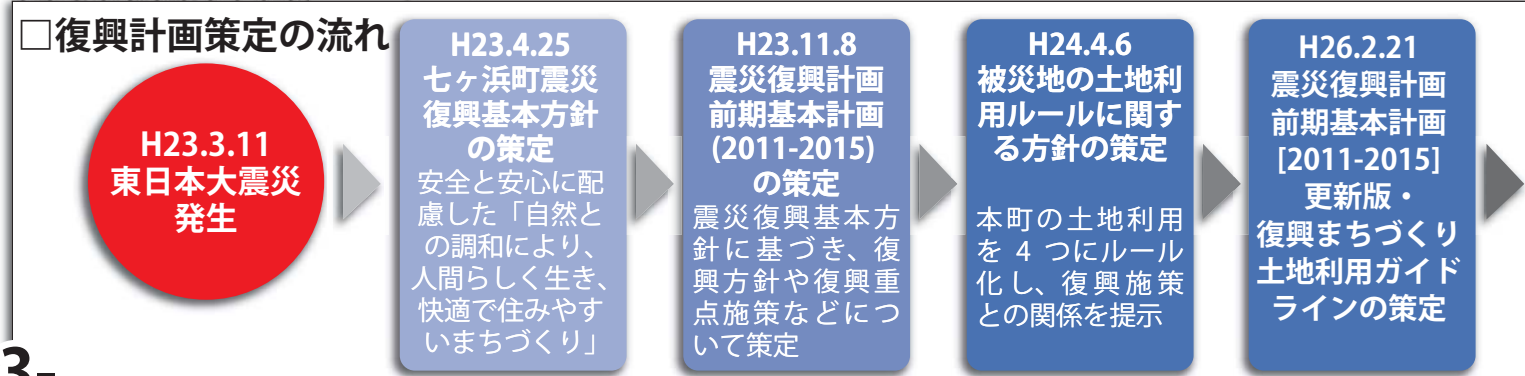 □復興計画策定の流れ
H23.3.11
東日本大震災
発生
H23.4.25
七ヶ浜町震災
復興基本方針
の策定
安全と安心に配
慮した「自然と
の調和により、
人間らしく生き、
快適で住みやす
いまちづくり」
H23.11.8
震災復興計画
前期基本計画
(2011-2015)
の策定
震災復興基本方
針に基づき、復
興方針や復興重
点施策などにつ
いて策定
H24.4.6
被災地の土地利
用ルールに関す
る方針の策定
本町の土地利用
を 4 つにルール
化し、復興施策
との関係を提示
H26.2.21
震災復興計画
前期基本計画
[2011-2015]
更新版・
復興まちづくり
土地利用ガイド
ラインの策定
3-